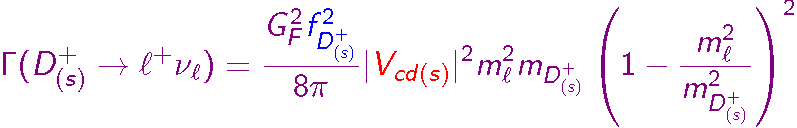 Γ(D⁺₍ₛ₎ → ℓ⁺ν_ℓ) = \frac{G_F^2 f_{D_{(s)}^+}^2}{8π} |V_{cd(s)}|^2 m_ℓ^2 m_{D_{(s)}^+} \left(1 − \frac{m_ℓ^2}{m_{D_{(s)}^+}^2}\right)^2